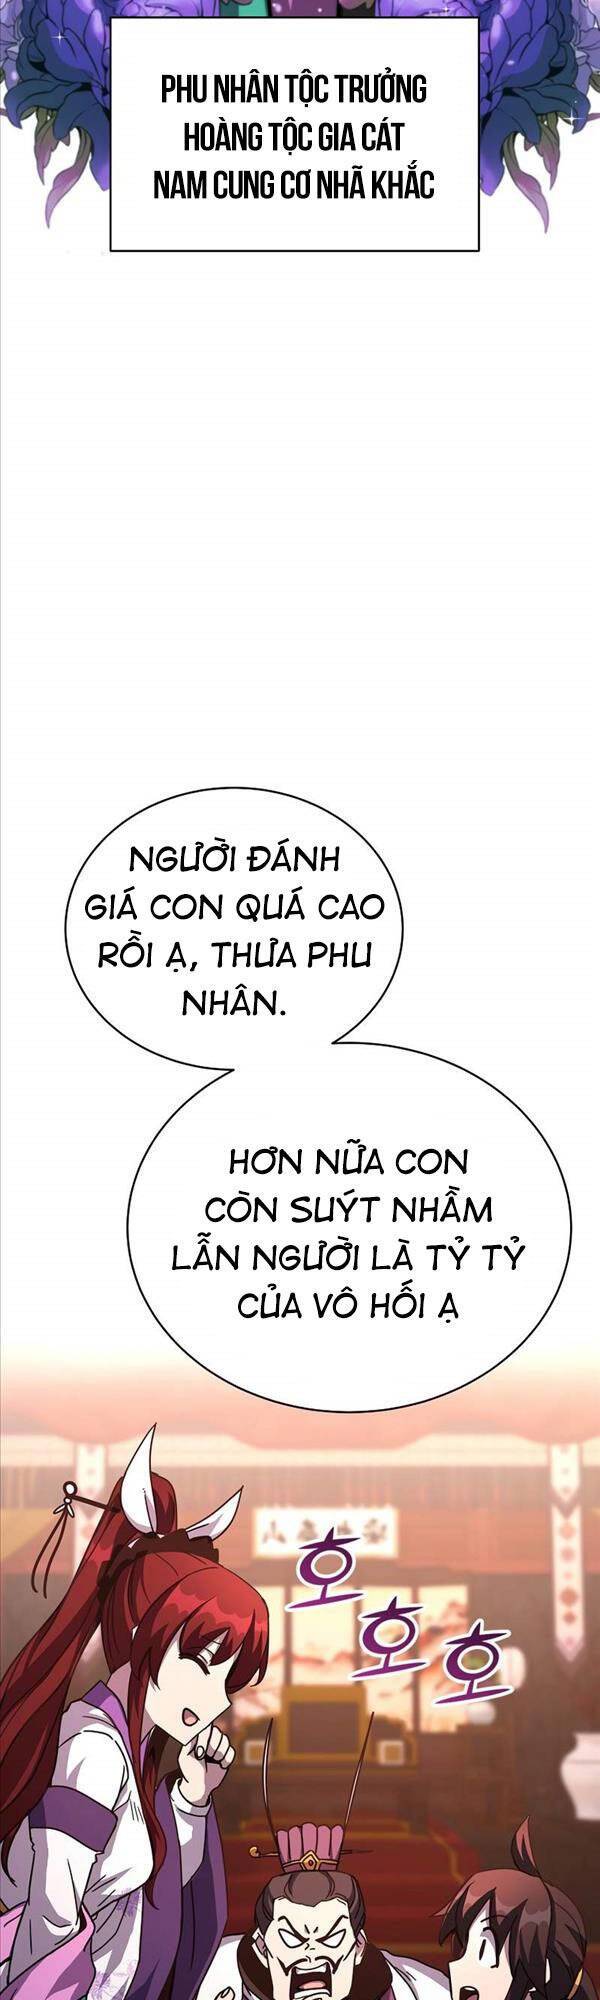 PHU NHÂN TỘC TRƯỞNG
HOÀNG TỘC GIA CÁT
NAM CUNG CƠ NHÃ KHẮC
NGƯỜI ĐÁNH
GIÁ CON QUÁ CAO
RỒI Ạ, THƯA PHU
NHÂN.
HƠN NỮA CON
CÒN SUÝT NHẦM
LẪN NGƯỜI LÀ TỶ TỶ
CỦA VÔ HỐI Ạ
호
호
호